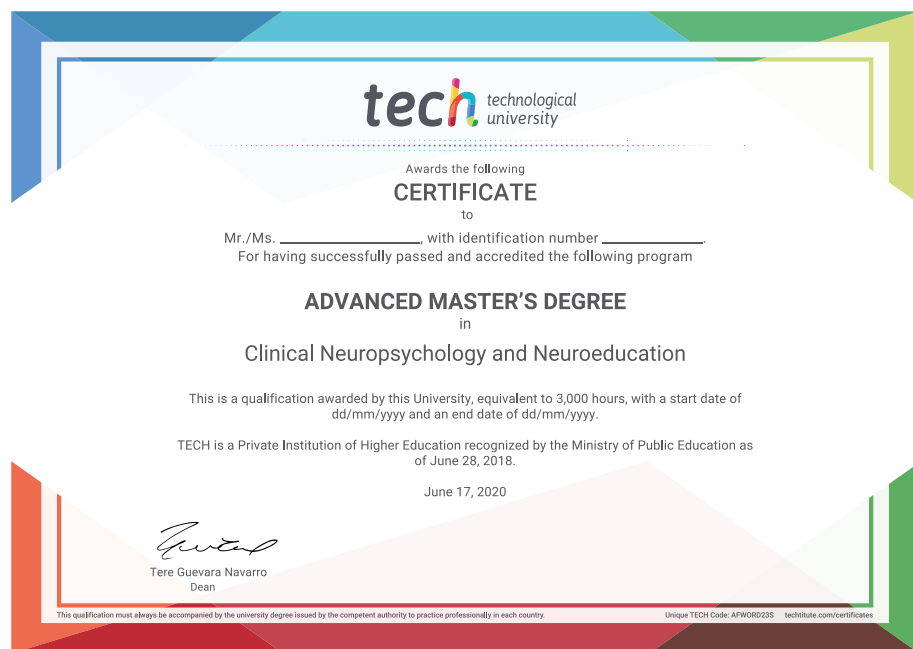 tech technological
university
Awards the following
CERTIFICATE
to
Mr./Ms. ____________________, with identification number ______________.
For having successfully passed and accredited the following program
ADVANCED MASTER'S DEGREE
in
Clinical Neuropsychology and Neuroeducation
This is a qualification awarded by this University, equivalent to 3,000 hours, with a start date of
dd/mm/yyyy and an end date of dd/mm/yyyy.
TECH is a Private Institution of Higher Education recognized by the Ministry of Public Education as
of June 28, 2018.
June 17, 2020
Tere Guevara Navarro
Dean
This qualification must always be accompanied by the university degree issued by the competent authority to practice professionally in each country. Unique TECH Code: AFWORD23S techtitute.com/certificates